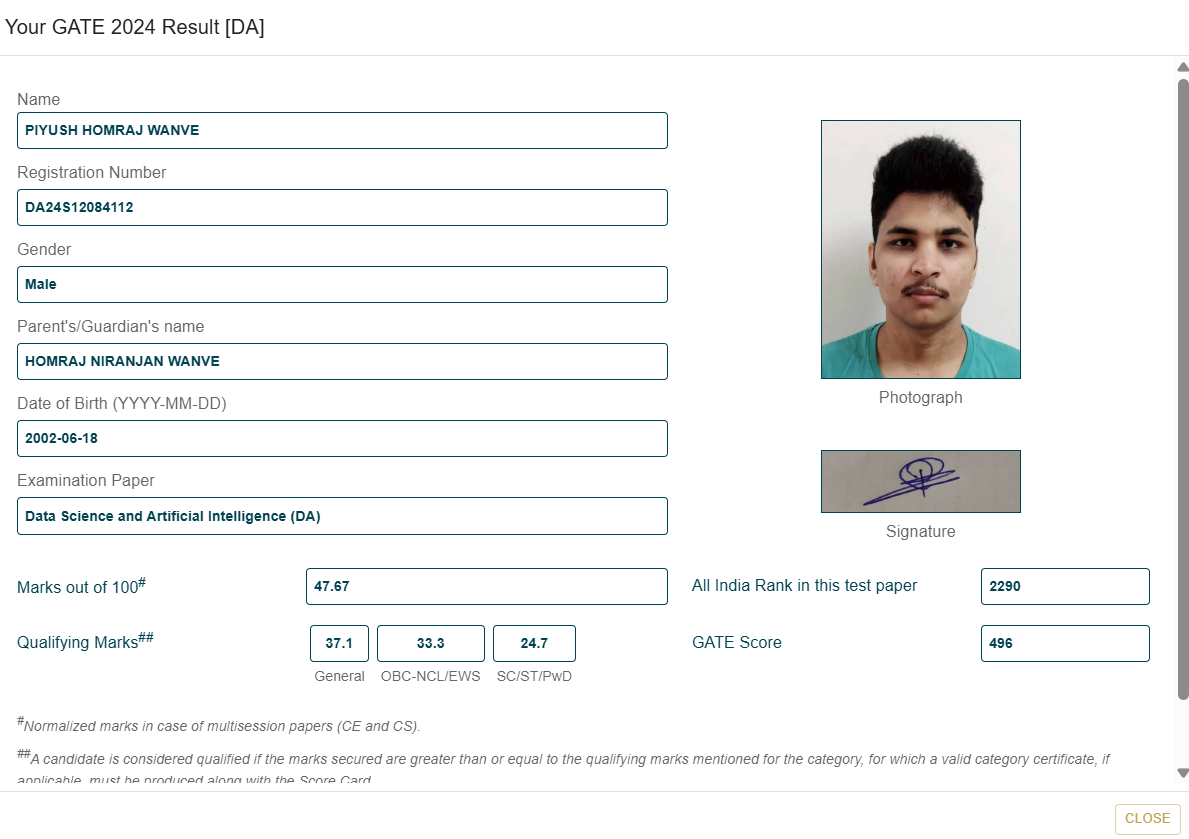 Your GATE 2024 Result [DA]
Name
PIYUSH HOMRAJ WANVE
Registration Number
DA24S12084112
Gender
Male
Parent's/Guardian's name
HOMRAJ NIRANJAN WANVE
Date of Birth (YYYY-MM-DD)
2002-06-18
Examination Paper
Data Science and Artificial Intelligence (DA)
Photograph
Signature
Marks out of 100# 47.67 All India Rank in this test paper 2290
Qualifying Marks## 37.1 33.3 24.7 GATE Score 496
General OBC-NCL/EWS SC/ST/PwD
#Normalized marks in case of multisession papers (CE and CS).
##A candidate is considered qualified if the marks secured are greater than or equal to the qualifying marks mentioned for the category, for which a valid category certificate, if
applicable, must be produced along with the Score Card.
CLOSE